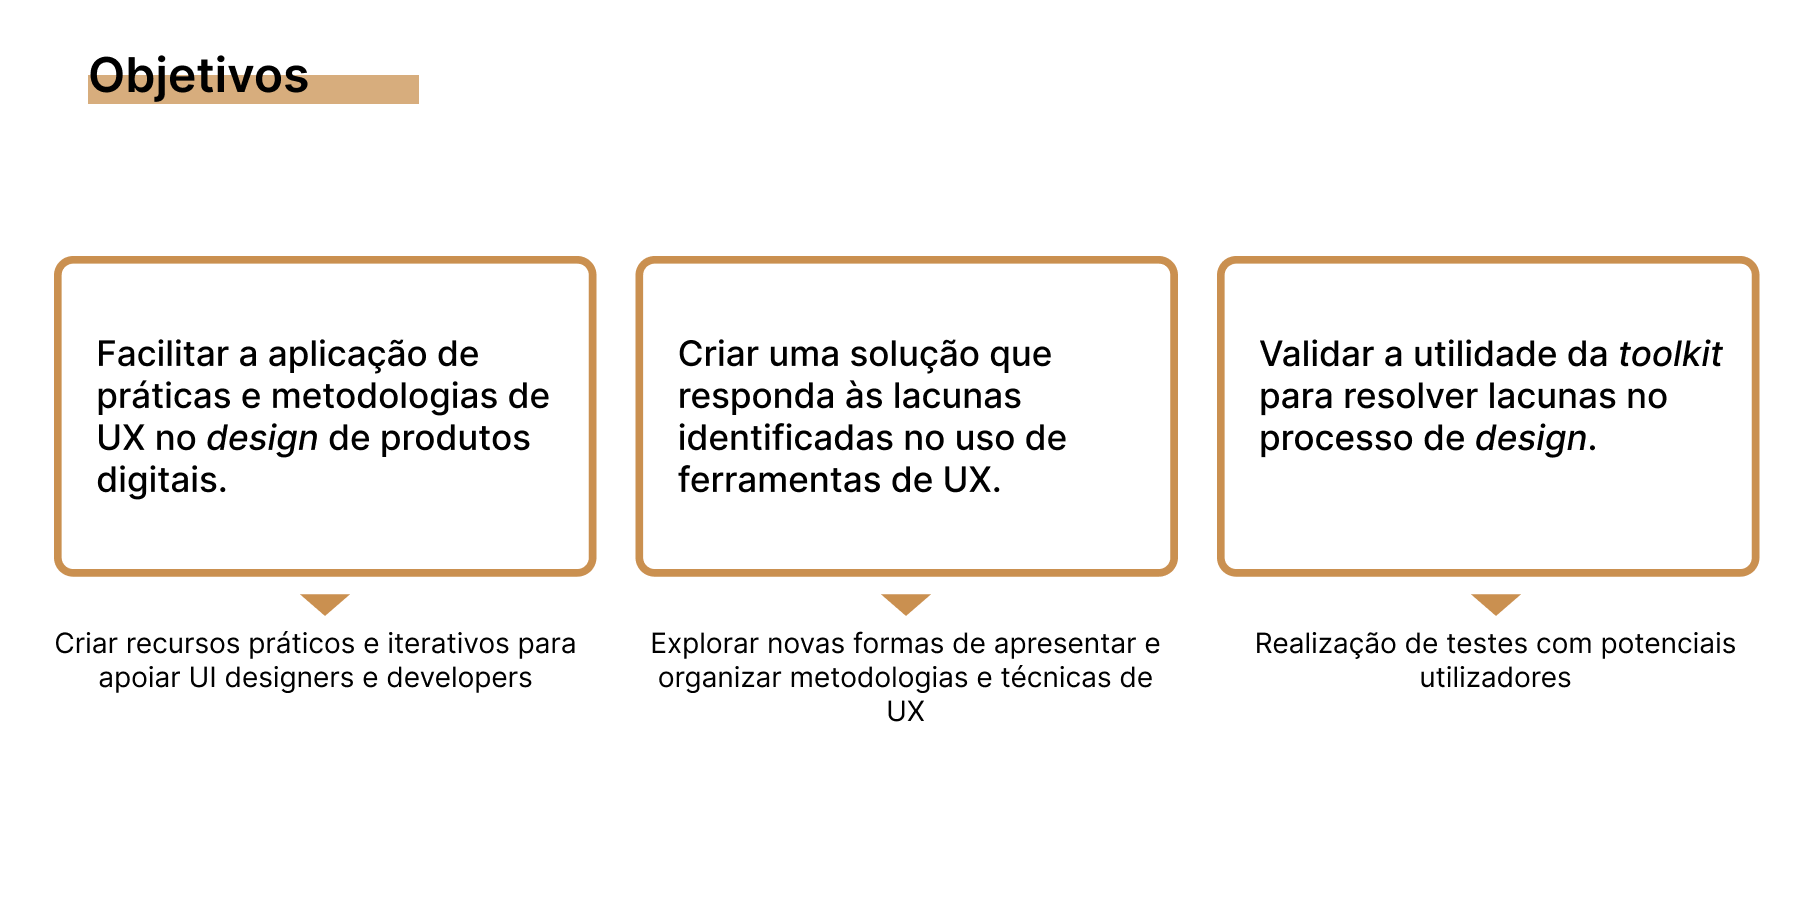 Objetivos
Facilitar a aplicação de
práticas e metodologias de
UX no design de produtos
digitais.
Criar recursos práticos e iterativos para
apoiar UI designers e developers
Criar uma solução que
responda às lacunas
identificadas no uso de
ferramentas de UX.
Explorar novas formas de apresentar e
organizar metodologias e técnicas de
UX
Validar a utilidade da toolkit
para resolver lacunas no
processo de design.
Realização de testes com potenciais
utilizadores